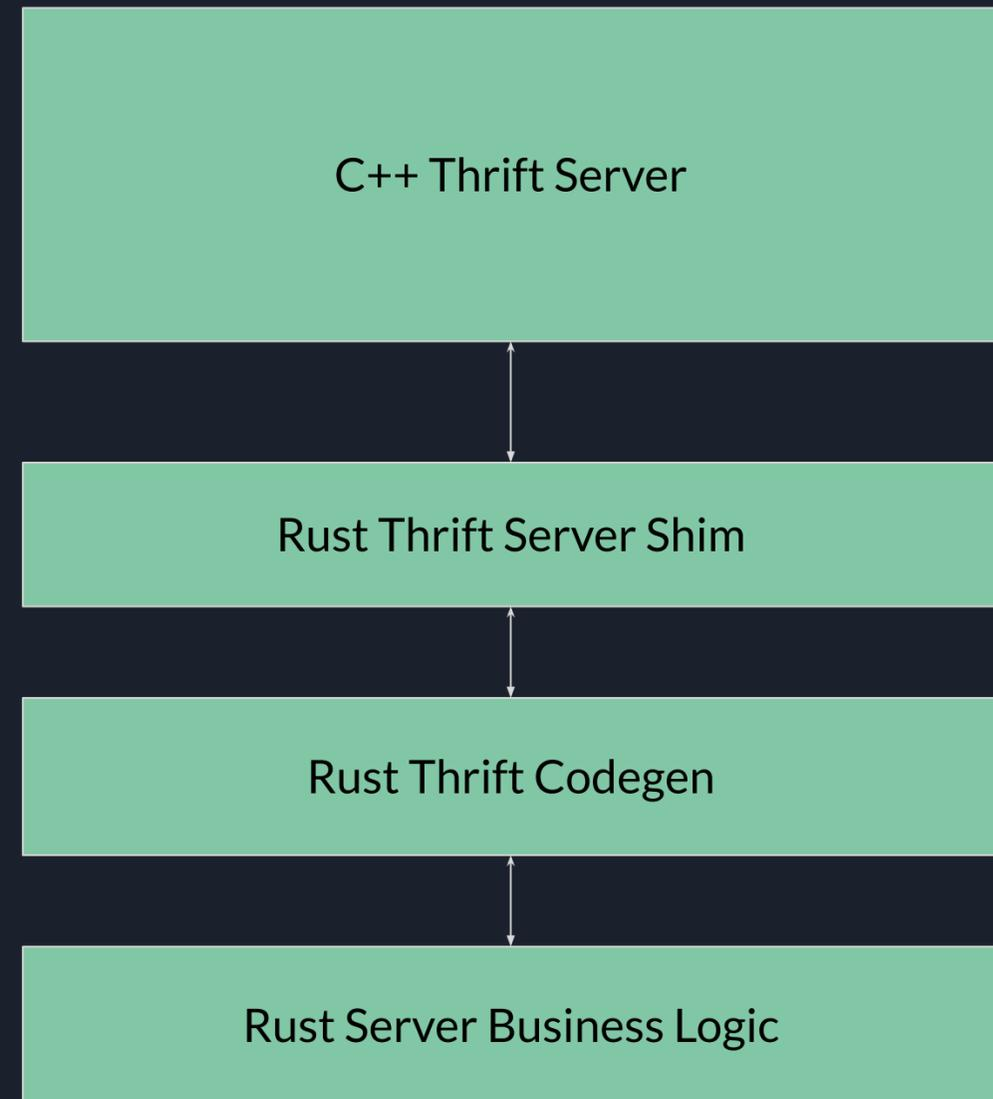 C++ Thrift Server
Rust Thrift Server Shim
Rust Thrift Codegen
Rust Server Business Logic